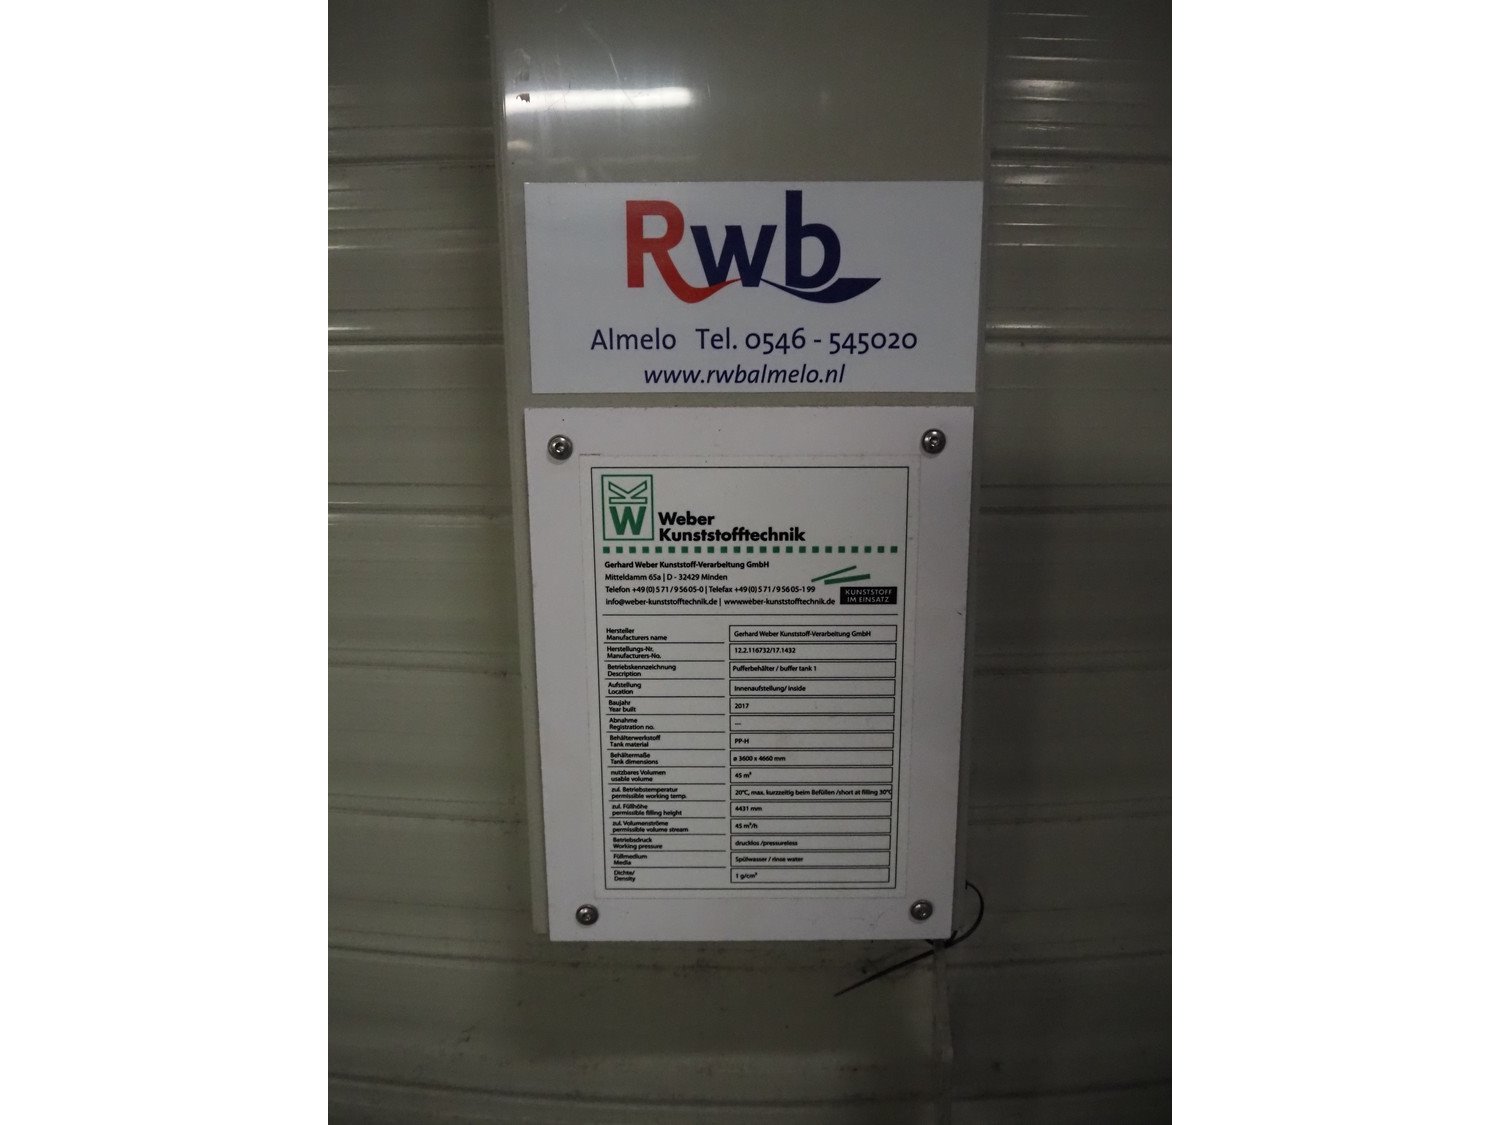 Rwb
Almelo Tel. 0546 - 545020
www.rwbalmelo.nl
KW
Weber
Kunststofftechnik
Gerhard Weber Kunststoff-Verarbeitung GmbH
Mitteldamm 65a | D - 32429 Minden
Telefon +49 (0) 5 71 / 9 56 05-0 | Telefax +49 (0) 5 71 / 9 56 05-1 99
info@weber-kunststofftechnik.de | www.weber-kunststofftechnik.de
KUNSTSTOFF
IM EINSATZ
Hersteller
Manufacturers name
Gerhard Weber Kunststoff-Verarbeitung GmbH
Herstellungs-Nr.
Manufacturers-No.
12.2.116732/17.1432
Betriebskennzeichnung
Description
Pufferbehälter / buffer tank 1
Aufstellung
Location
Innenaufstellung/ inside
Baujahr
Year built
2017
Abnahme
Registration no.
---
Behälterwerkstoff
Tank material
PP-H
Behältermaße
Tank dimensions
ø 3600 x 4660 mm
nutzbares Volumen
usable volume
45 m³
zul. Betriebstemperatur
permissible working temp.
20°C, max. kurzzeitig beim Befüllen /short at filling 30°C
zul. Füllhöhe
permissible filling height
4431 mm
zul. Volumenströme
permissible volume stream
45 m³/h
Betriebsdruck
Working pressure
drucklos /pressureless
Füllmedium
Media
Spülwasser / rinse water
Dichte/
Density
1 g/cm³